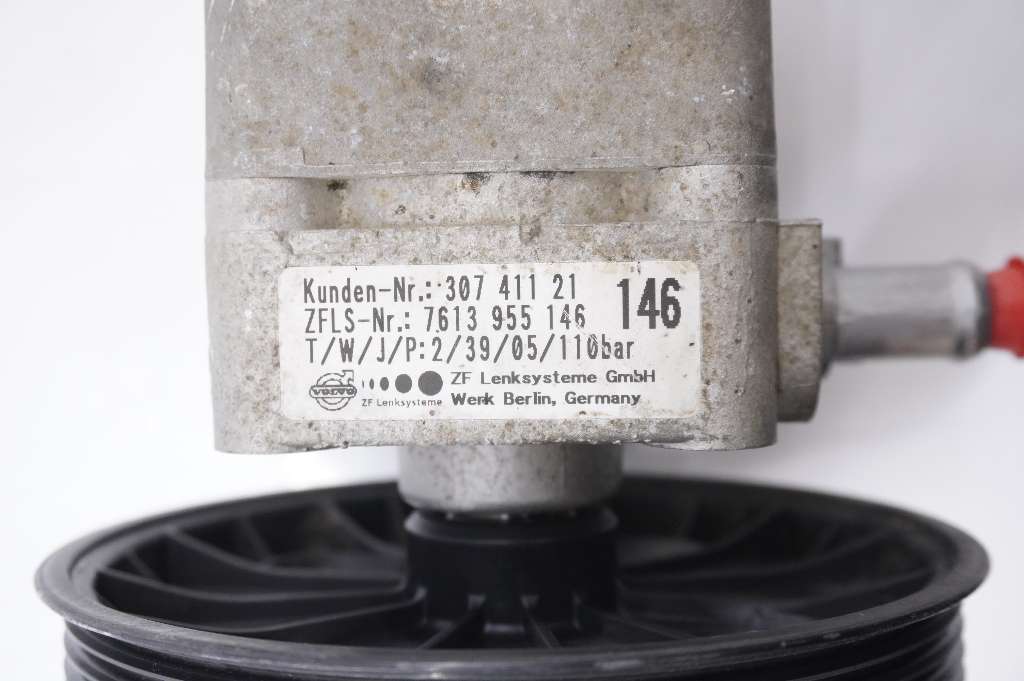 Kunden-Nr.: 307 411 21
146
ZFLS-Nr.: 7613 955 146
T/W/J/P: 2/39/05/110bar
VOLVO
ZF Lenksysteme
ZF Lenksysteme GmbH
Werk Berlin, Germany